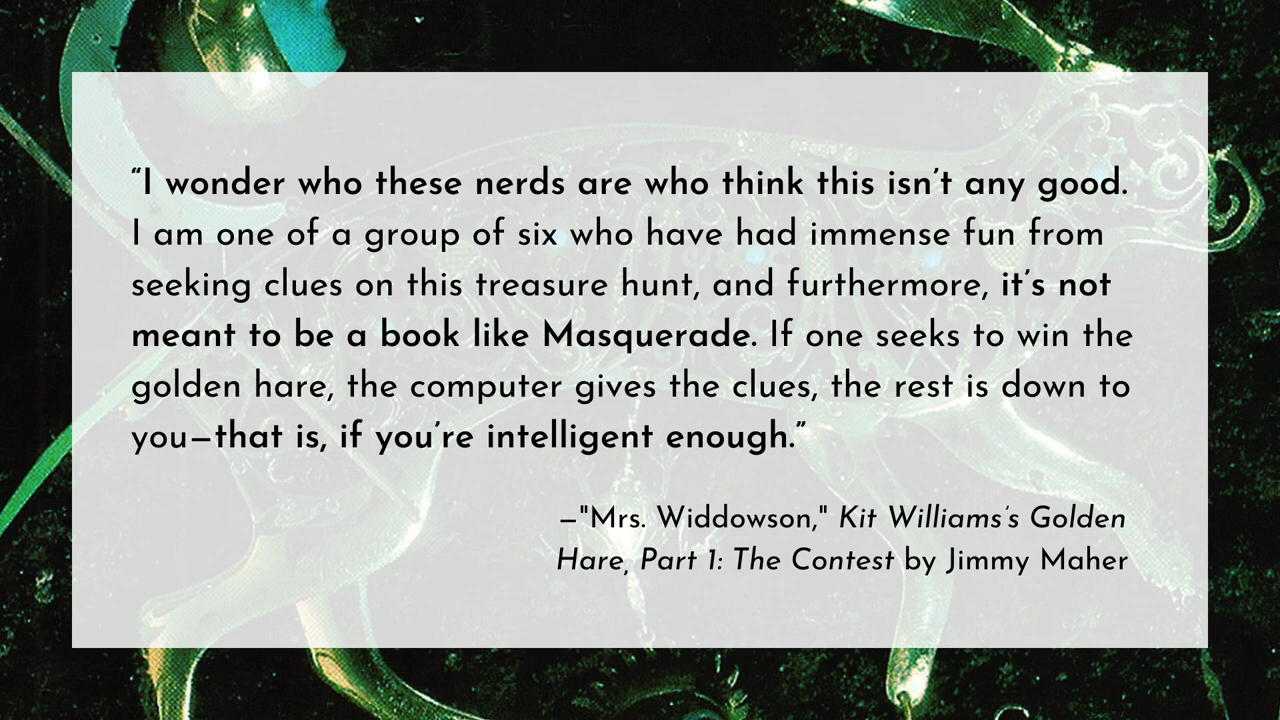 “I wonder who these nerds are who think this isn’t any good.
I am one of a group of six who have had immense fun from
seeking clues on this treasure hunt, and furthermore, it’s not
meant to be a book like Masquerade. If one seeks to win the
golden hare, the computer gives the clues, the rest is down to
you—that is, if you’re intelligent enough.”
—"Mrs. Widdowson," Kit Williams’s Golden
Hare, Part 1: The Contest by Jimmy Maher